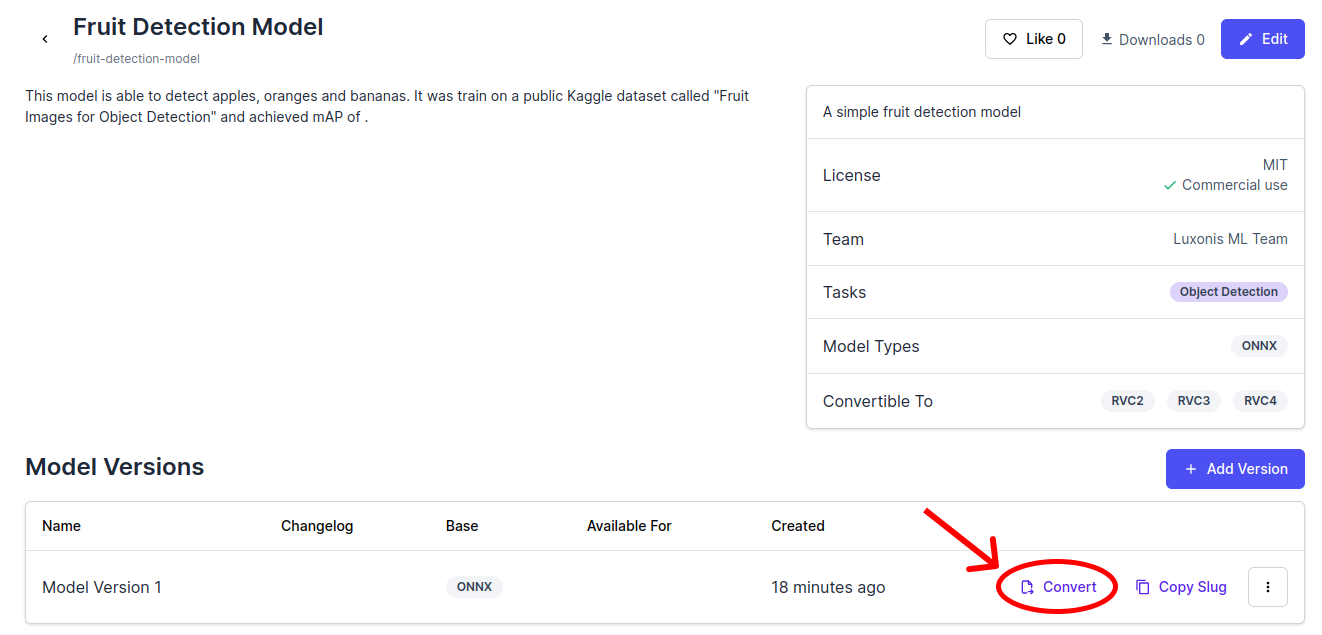 Fruit Detection Model
/fruit-detection-model
Like 0
Downloads 0
Edit
This model is able to detect apples, oranges and bananas. It was train on a public Kaggle dataset called "Fruit
Images for Object Detection" and achieved mAP of .
A simple fruit detection model
License
MIT
Commercial use
Team
Luxonis ML Team
Tasks
Object Detection
Model Types
ONNX
Convertible To
RVC2
RVC3
RVC4
Model Versions
+ Add Version
Name
Changelog
Base
Available For
Created
Model Version 1
ONNX
18 minutes ago
Convert
Copy Slug